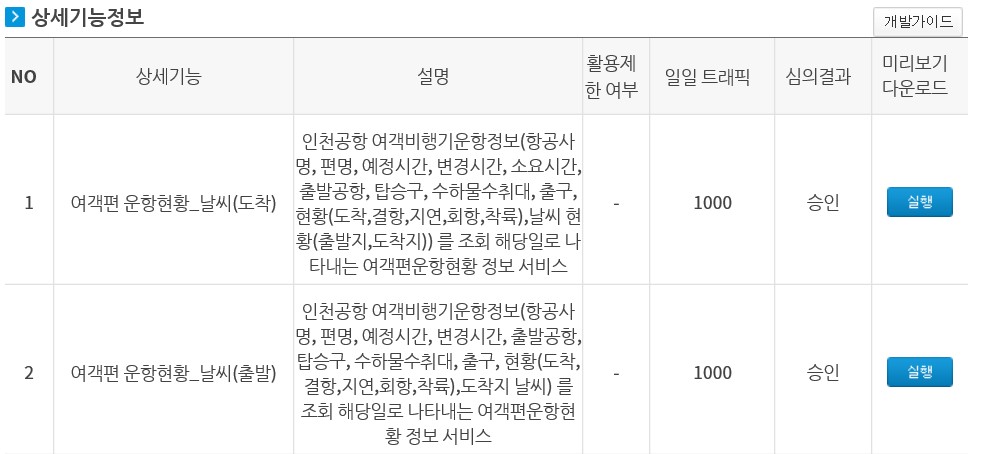 상세기능정보
개발가이드
NO
상세기능
설명
활용제
한 여부
일일 트래픽
심의결과
미리보기
다운로드
1
여객편 운항현황_날씨(도착)
인천공항 여객비행기운항정보(항공사
명, 편명, 예정시간, 변경시간, 소요시간,
출발공항, 탑승구, 수하물수취대, 출구,
현황(도착,결항,지연,회항,착륙),날씨 현
황(출발지,도착지)) 를 조회 해당일로 나
타내는 여객편운항현황 정보 서비스
-
1000
승인
실행
2
여객편 운항현황_날씨(출발)
인천공항 여객비행기운항정보(항공사
명, 편명, 예정시간, 변경시간, 출발공항,
탑승구, 수하물수취대, 출구, 현황(도착,
결항,지연,회항,착륙),도착지 날씨) 를
조회 해당일로 나타내는 여객편운항현
황 정보 서비스
-
1000
승인
실행